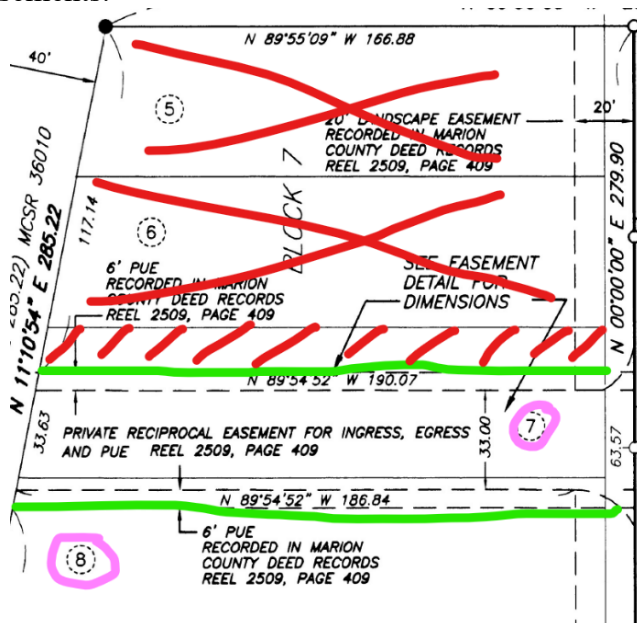 N 89°55'09" W 166.88
40'
5
20' LANDSCAPE EASEMENT
RECORDED IN MARION
COUNTY DEED RECORDS
REEL 2509, PAGE 409
20'
BLOCK 7
285.22) MCSR 36010
N 11°10'54" E 285.22
117.14
N 00°00'00" E 279.90
6
6' PUE
RECORDED IN MARION
COUNTY DEED RECORDS
REEL 2509, PAGE 409
SEE EASEMENT
DETAIL FOR
DIMENSIONS
N 89°54'52" W 190.07
33.63
PRIVATE RECIPROCAL EASEMENT FOR INGRESS, EGRESS
AND PUE REEL 2509, PAGE 409
33.00
7
63.57
N 89°54'52" W 186.84
6' PUE
RECORDED IN MARION
COUNTY DEED RECORDS
REEL 2509, PAGE 409
8